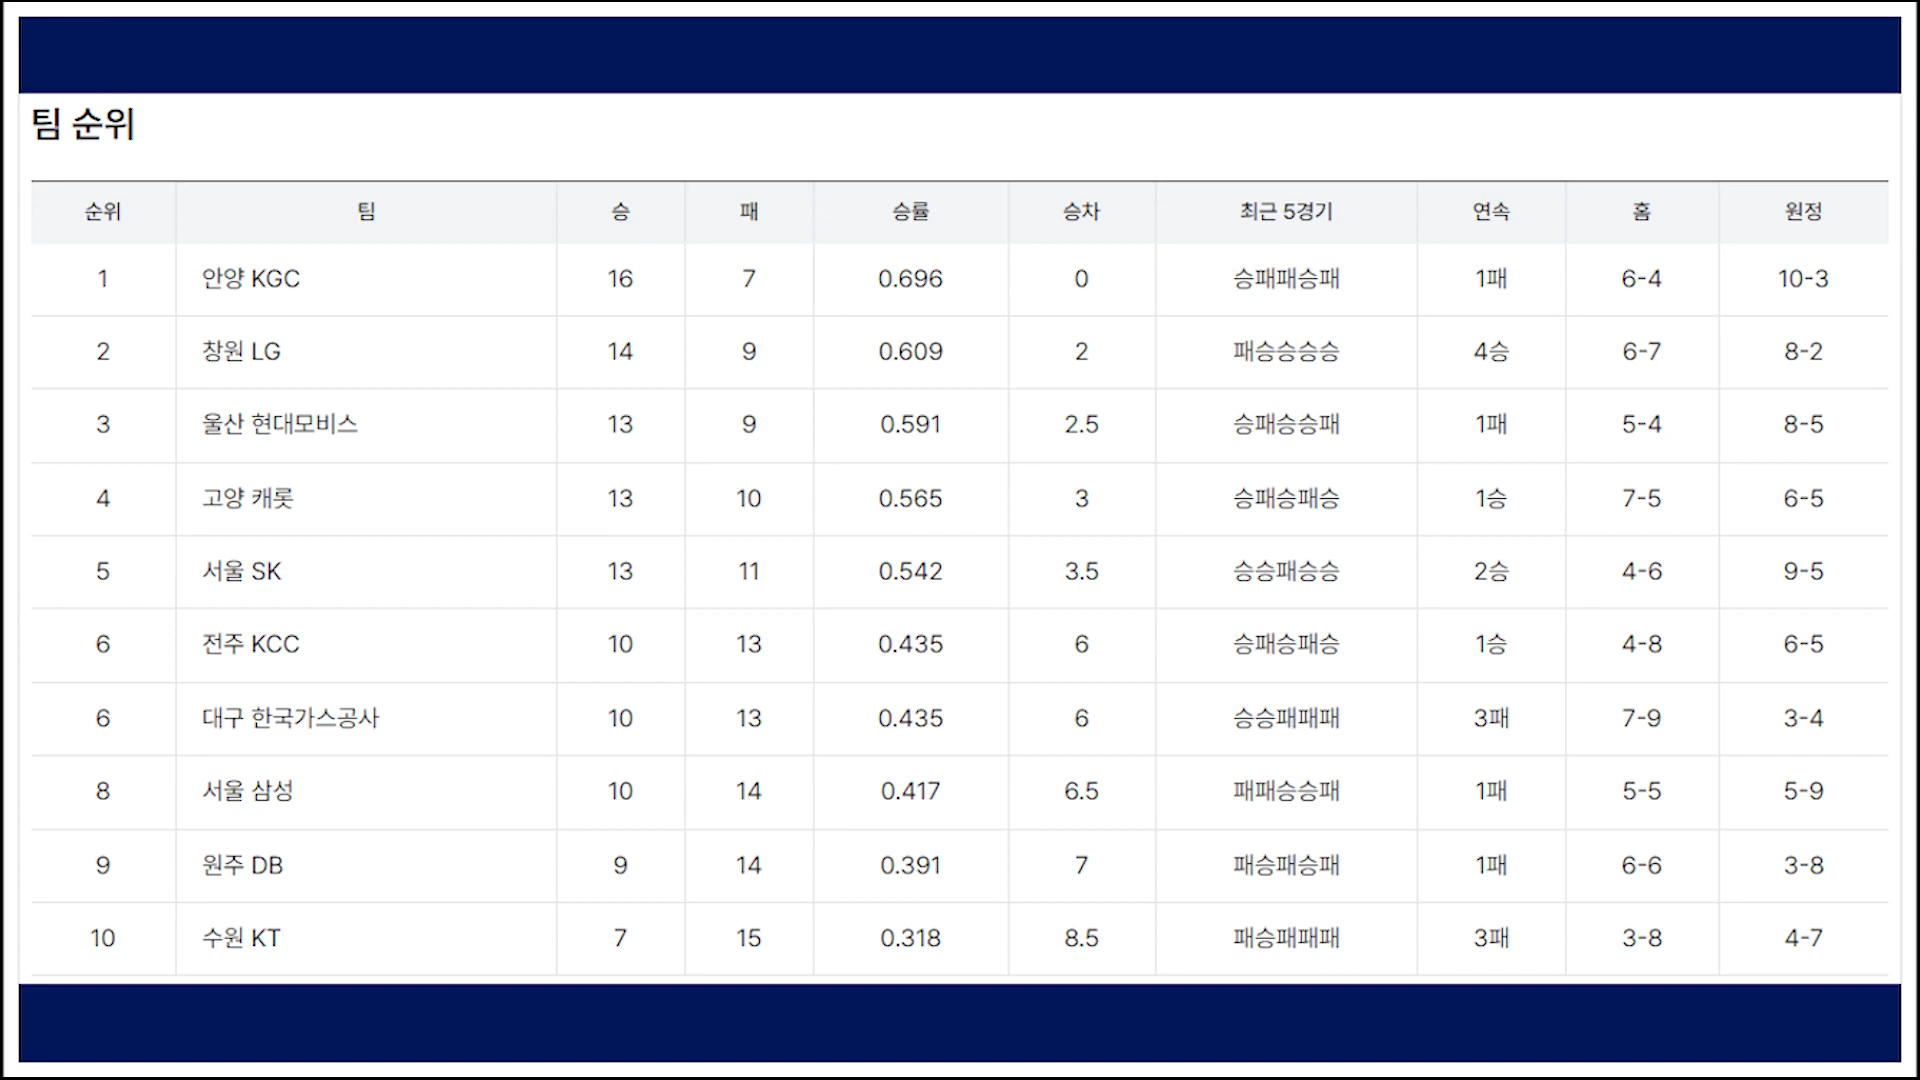 팀 순위
순위 팀 승 패 승률 승차 최근 5경기 연속 홈 원정
1 안양 KGC 16 7 0.696 0 승패패승패 1패 6-4 10-3
2 창원 LG 14 9 0.609 2 패승승승승 4승 6-7 8-2
3 울산 현대모비스 13 9 0.591 2.5 승패승승패 1패 5-4 8-5
4 고양 캐롯 13 10 0.565 3 승패승패승 1승 7-5 6-5
5 서울 SK 13 11 0.542 3.5 승승패승승 2승 4-6 9-5
6 전주 KCC 10 13 0.435 6 승패승패승 1승 4-8 6-5
6 대구 한국가스공사 10 13 0.435 6 승승패패패 3패 7-9 3-4
8 서울 삼성 10 14 0.417 6.5 패패승승패 1패 5-5 5-9
9 원주 DB 9 14 0.391 7 패승패승패 1패 6-6 3-8
10 수원 KT 7 15 0.318 8.5 패승패패패 3패 3-8 4-7